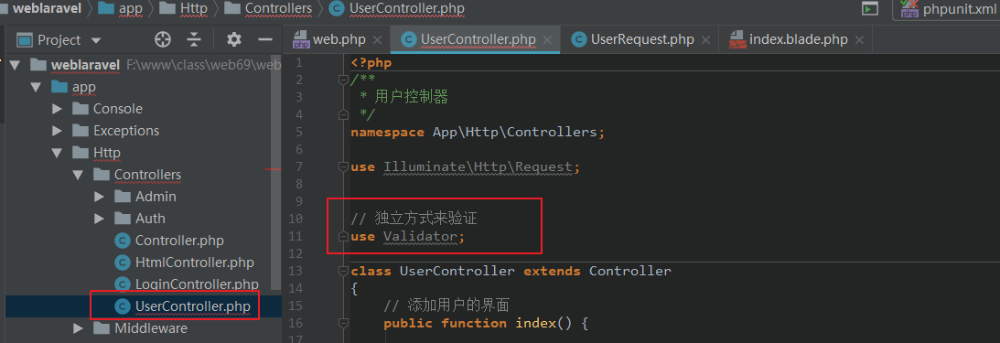 weblaravel app Http Controllers UserController.php phpunit.xml
Project web.php UserController.php UserRequest.php index.blade.php
weblaravel F:\www\class\web69\web
app
Console
Exceptions
Http
Controllers
Admin
Auth
Controller.php
HtmlController.php
LoginController.php
UserController.php
Middleware
1 <?php
2 /**
3 * 用户控制器
4 */
5 namespace App\Http\Controllers;
6
7 use Illuminate\Http\Request;
8
9
10 // 独立方式来验证
11 use Validator;
12
13 class UserController extends Controller
14 {
15 // 添加用户的界面
16 public function index() {
17